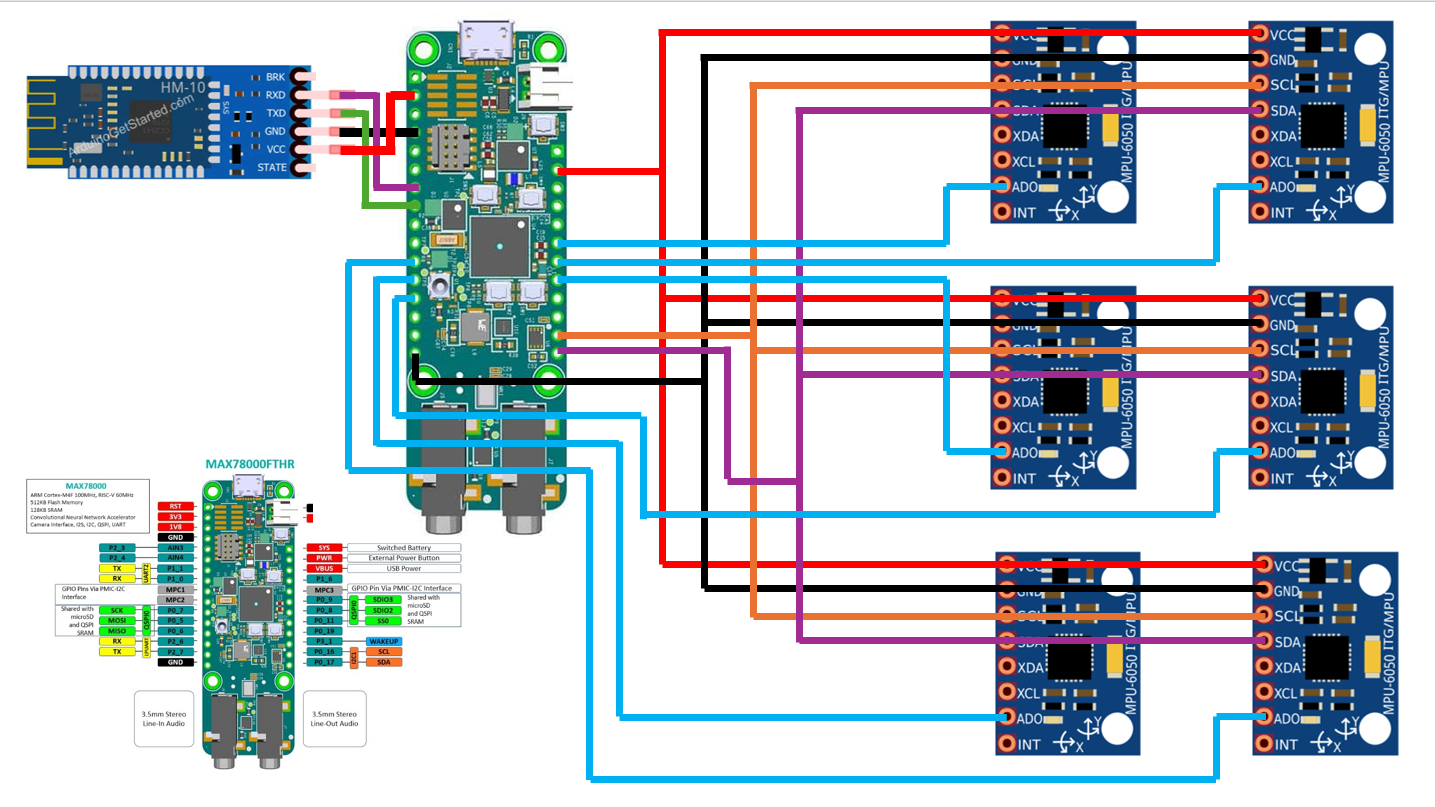 HM-10
SYS
ArduinoGetStarted.com
BRK
RXD
TXD
GND
VCC
STATE
VCC
GND
SCL
SDA
XDA
XCL
ADO
INT
X
Y
MPU-6050 ITG/MPU
VCC
GND
SCL
SDA
XDA
XCL
ADO
INT
X
Y
MPU-6050 ITG/MPU
VCC
GND
SCL
SDA
XDA
XCL
ADO
INT
X
Y
MPU-6050 ITG/MPU
VCC
GND
SCL
SDA
XDA
XCL
ADO
INT
X
Y
MPU-6050 ITG/MPU
VCC
GND
SCL
SDA
XDA
XCL
ADO
INT
X
Y
MPU-6050 ITG/MPU
VCC
GND
SCL
SDA
XDA
XCL
ADO
INT
X
Y
MPU-6050 ITG/MPU
MAX78000FTHR
MAX78000
ARM Cortex-M4F 100MHz, RISC-V 60MHz
512KB Flash Memory
128KB SRAM
Convolutional Neural Network Accelerator
Camera Interface, I2S, I2C, QSPI, UART
RST
3V3
1V8
GND
P2_3 AIN3
P2_4 AIN4
TX P1_1
RX P1_0
UART2
GPIO Pins Via PMIC-I2C
Interface
MPC1
MPC2
Shared with
microSD
and QSPI
SRAM
SCK P0_7
MOSI P0_5
MISO P0_6
QSPI0
RX P2_6
TX P2_7
LPUART
GND
SYS Switched Battery
PWR External Power Button
VBUS USB Power
P1_6
MPC3 GPIO Pin Via PMIC-I2C Interface
P0_9 SDIO3
P0_8 SDIO2
P0_11 SS0
QSPI0
Shared with
microSD
and QSPI
SRAM
P0_19
P3_1 WAKEUP
P0_16 SCL
P0_17 SDA
I2C1
3.5mm Stereo
Line-In Audio
3.5mm Stereo
Line-Out Audio